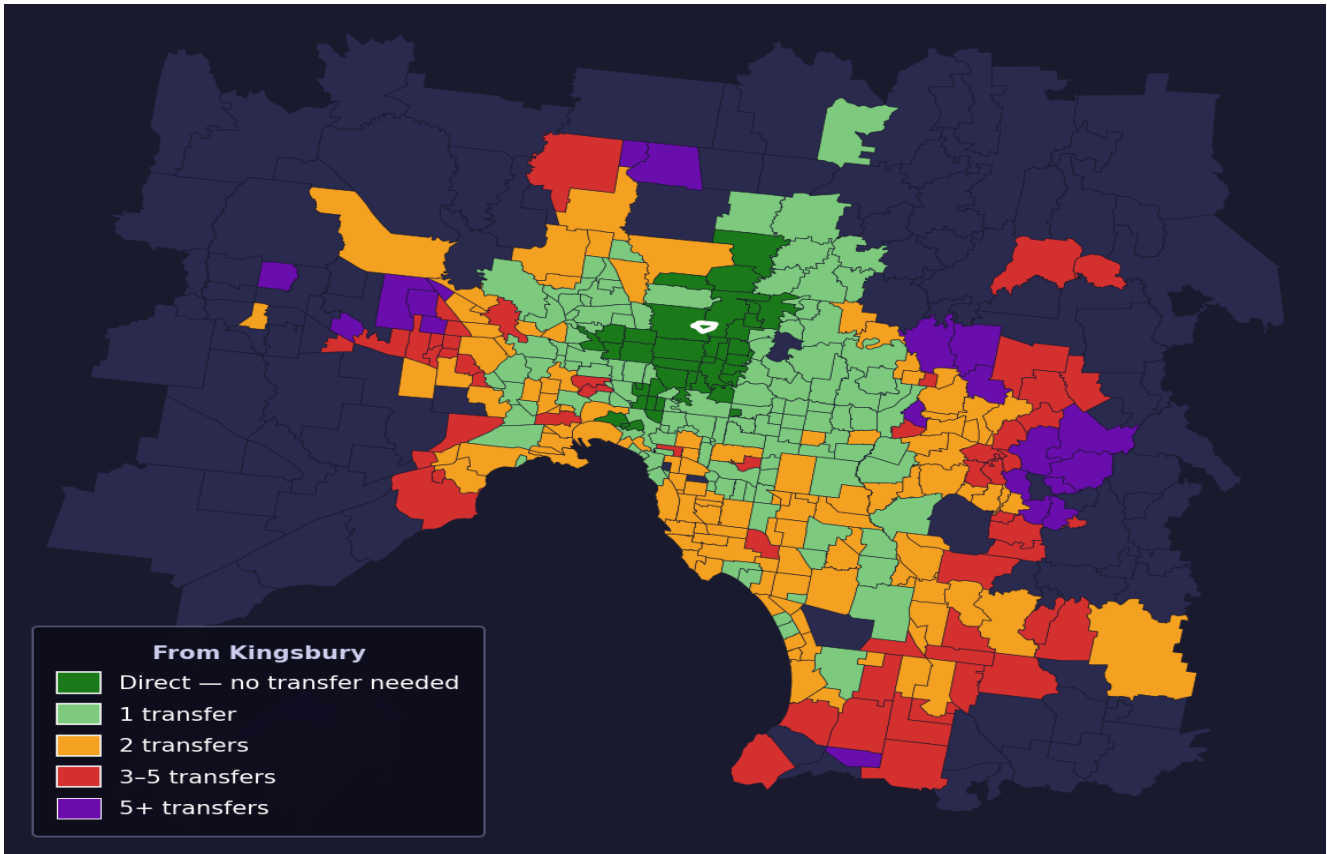 From Kingsbury
Direct — no transfer needed
1 transfer
2 transfers
3–5 transfers
5+ transfers